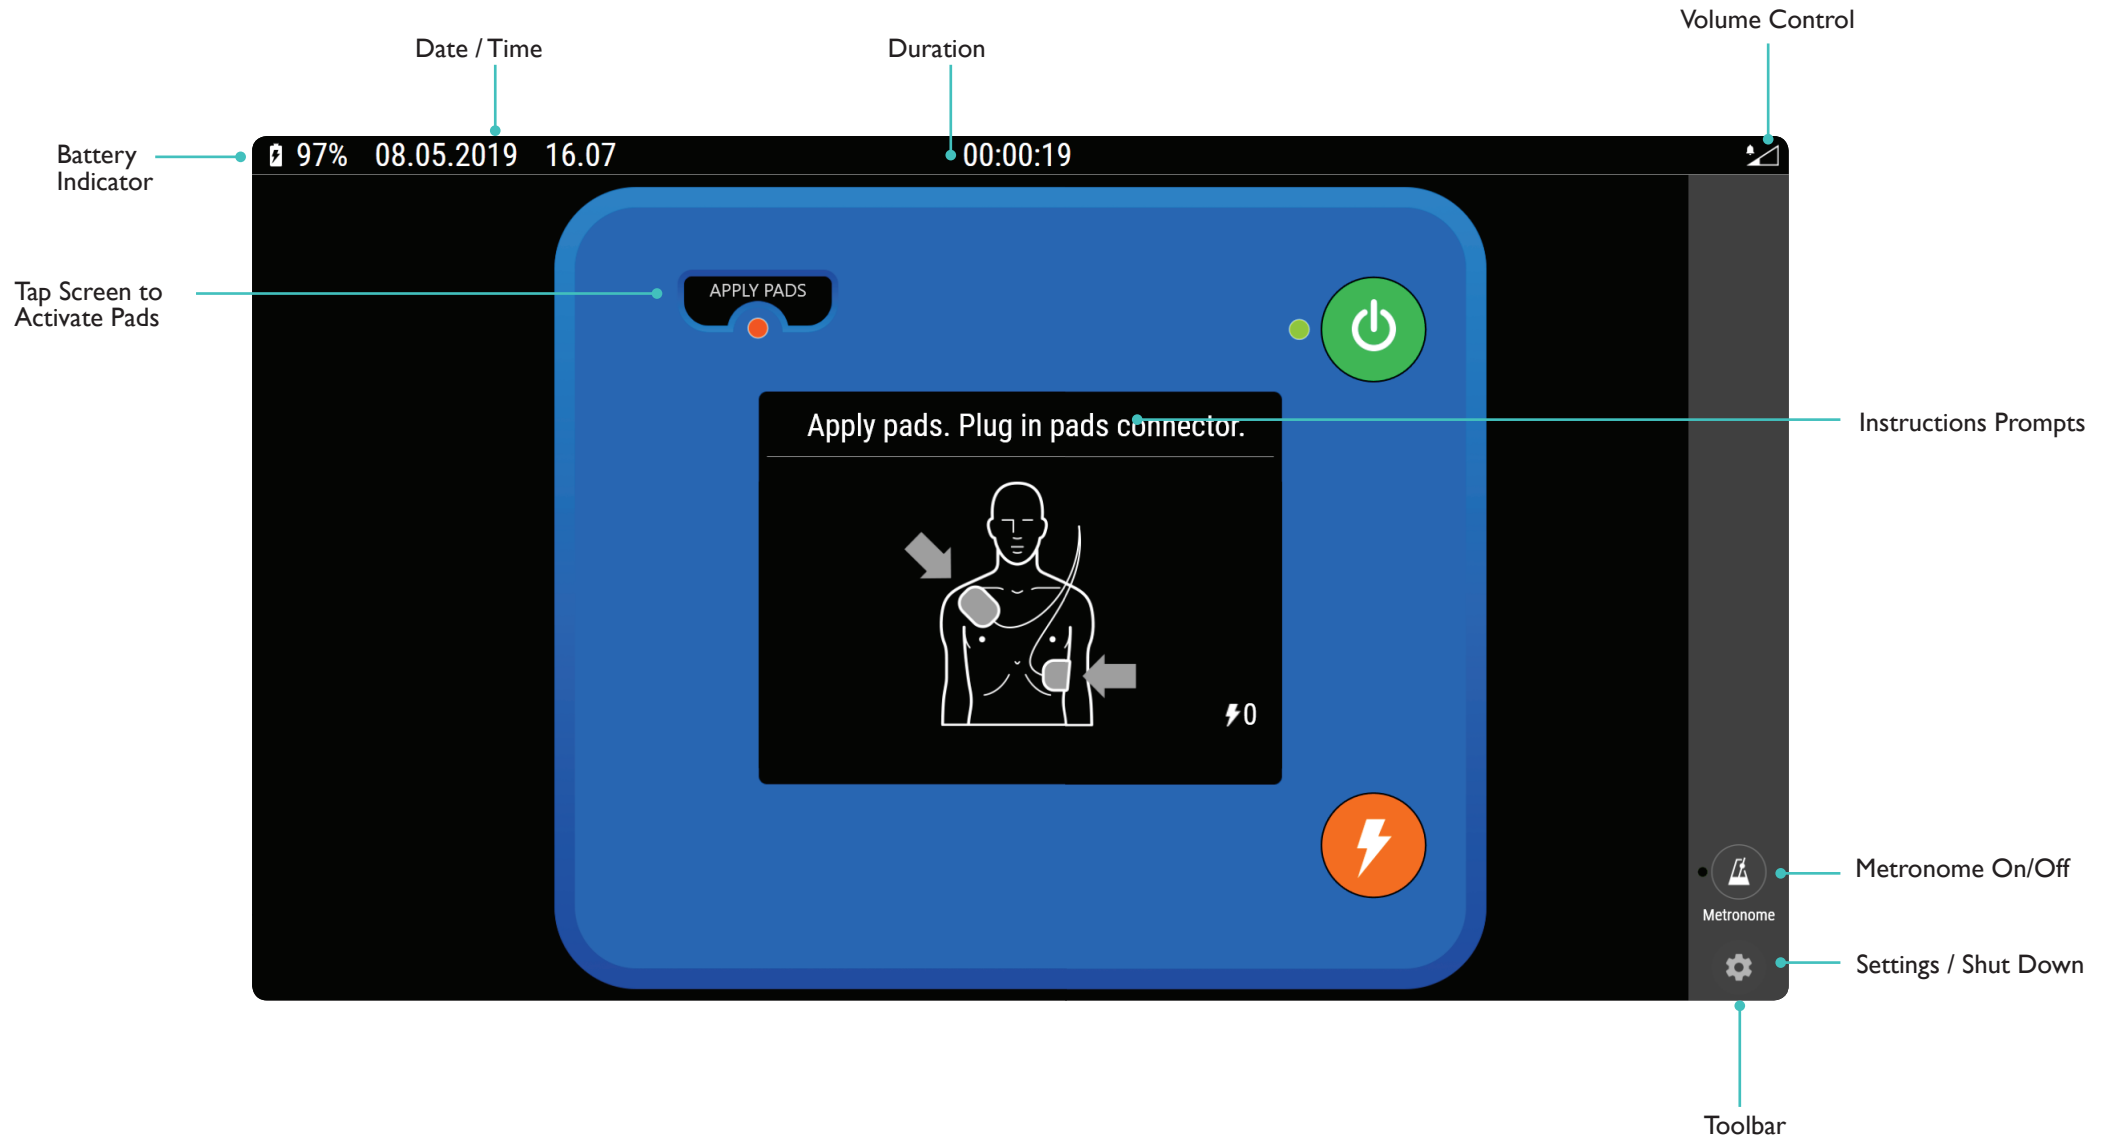 Volume Control
Date / Time
Duration
Battery
Indicator
97% 08.05.2019 16.07
00:00:19
Tap Screen to
Activate Pads
APPLY PADS
Apply pads. Plug in pads connector.
Instructions Prompts
0
Metronome On/Off
Metronome
Settings / Shut Down
Toolbar